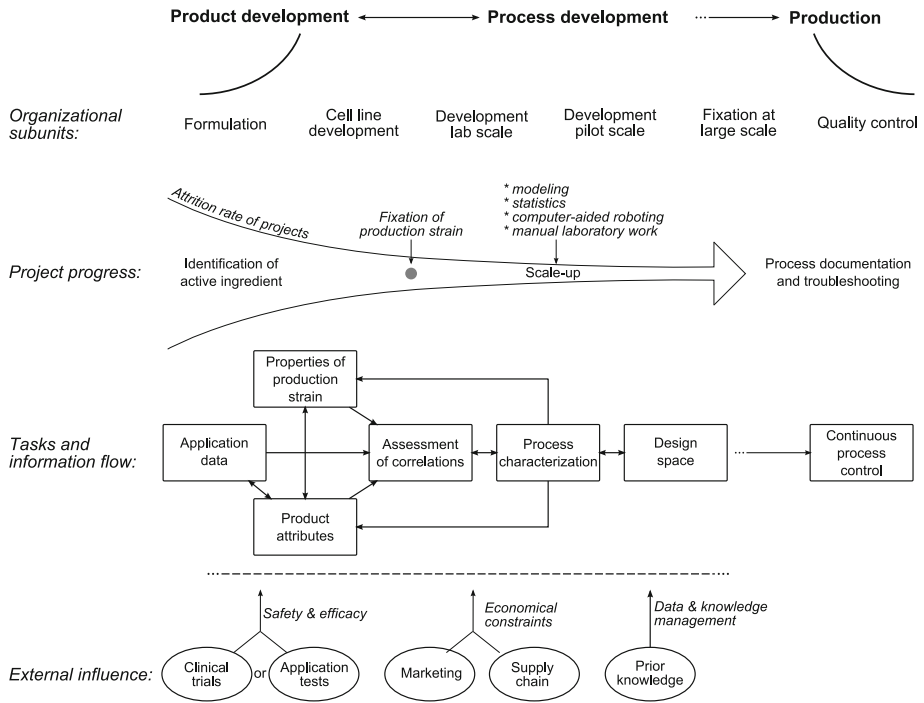 Product development
Process development
...
Production
Organizational
subunits:
Formulation
Cell line
development
Development
lab scale
Development
pilot scale
Fixation at
large scale
Quality control
Attrition rate of projects
Fixation of
production strain
* modeling
* statistics
* computer-aided roboting
* manual laboratory work
Project progress:
Identification of
active ingredient
Scale-up
Process documentation
and troubleshooting
Tasks and
information flow:
Properties of
production
strain
Application
data
Assessment
of correlations
Process
characterization
Design
space
...
Continuous
process
control
Product
attributes
Safety & efficacy
Economical
constraints
Data & knowledge
management
External influence:
Clinical
trials
or
Application
tests
Marketing
Supply
chain
Prior
knowledge